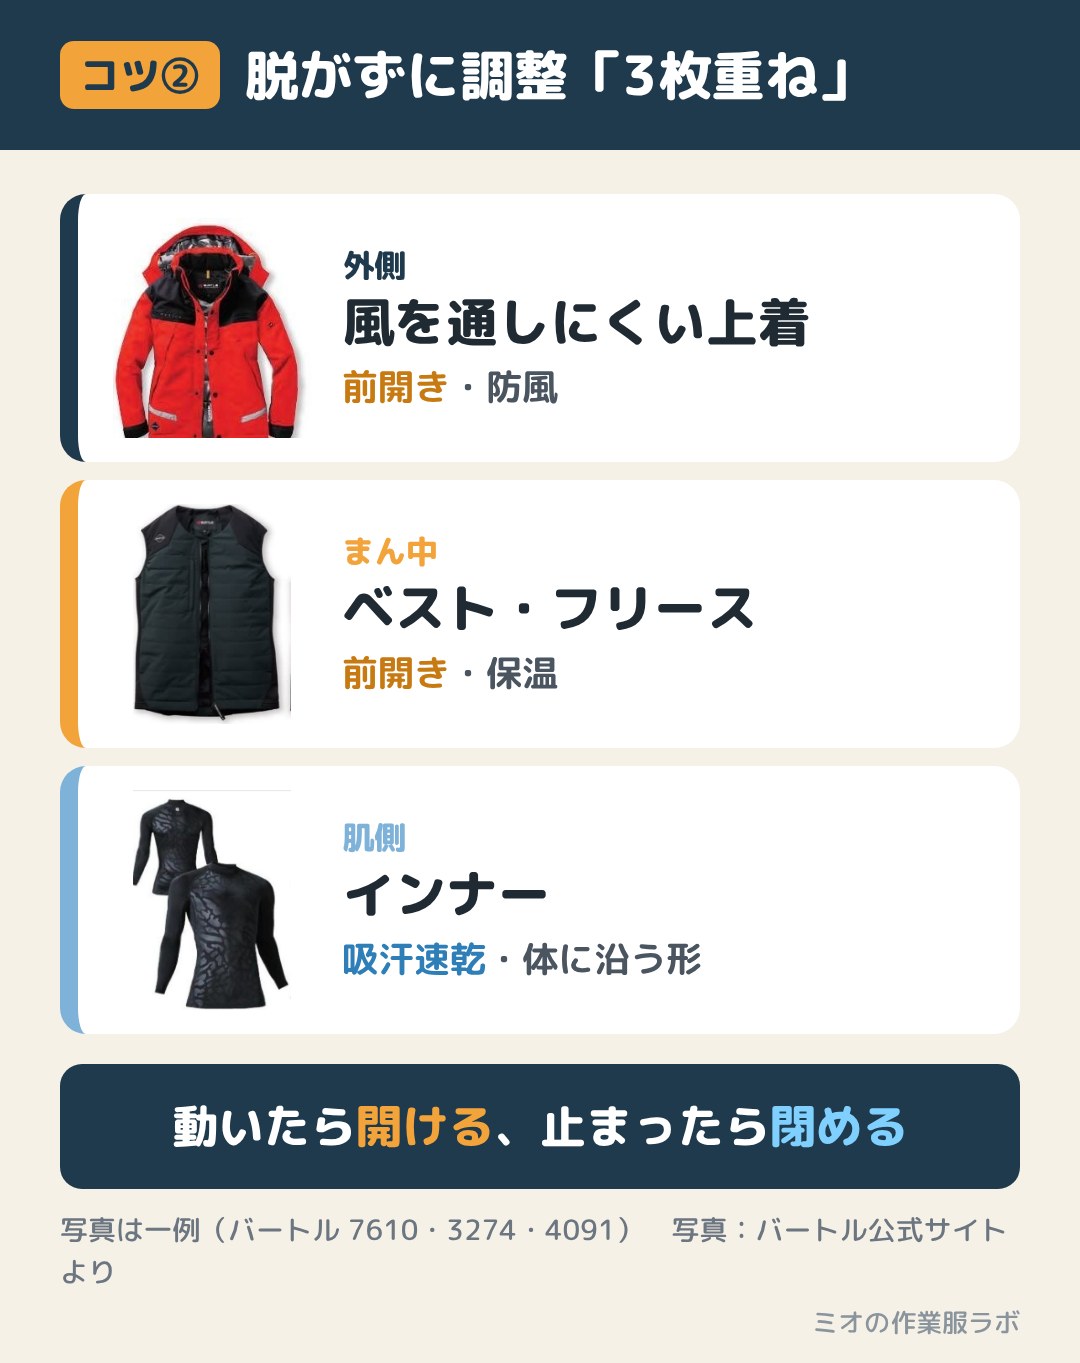 コツ② 脱がずに調整「3枚重ね」
外側
風を通しにくい上着
前開き・防風
まん中
ベスト・フリース
前開き・保温
肌側
インナー
吸汗速乾・体に沿う形
動いたら開ける、止まったら閉める
写真は一例（バートル 7610・3274・4091）　写真：バートル公式サイト
より
ミオの作業服ラボ